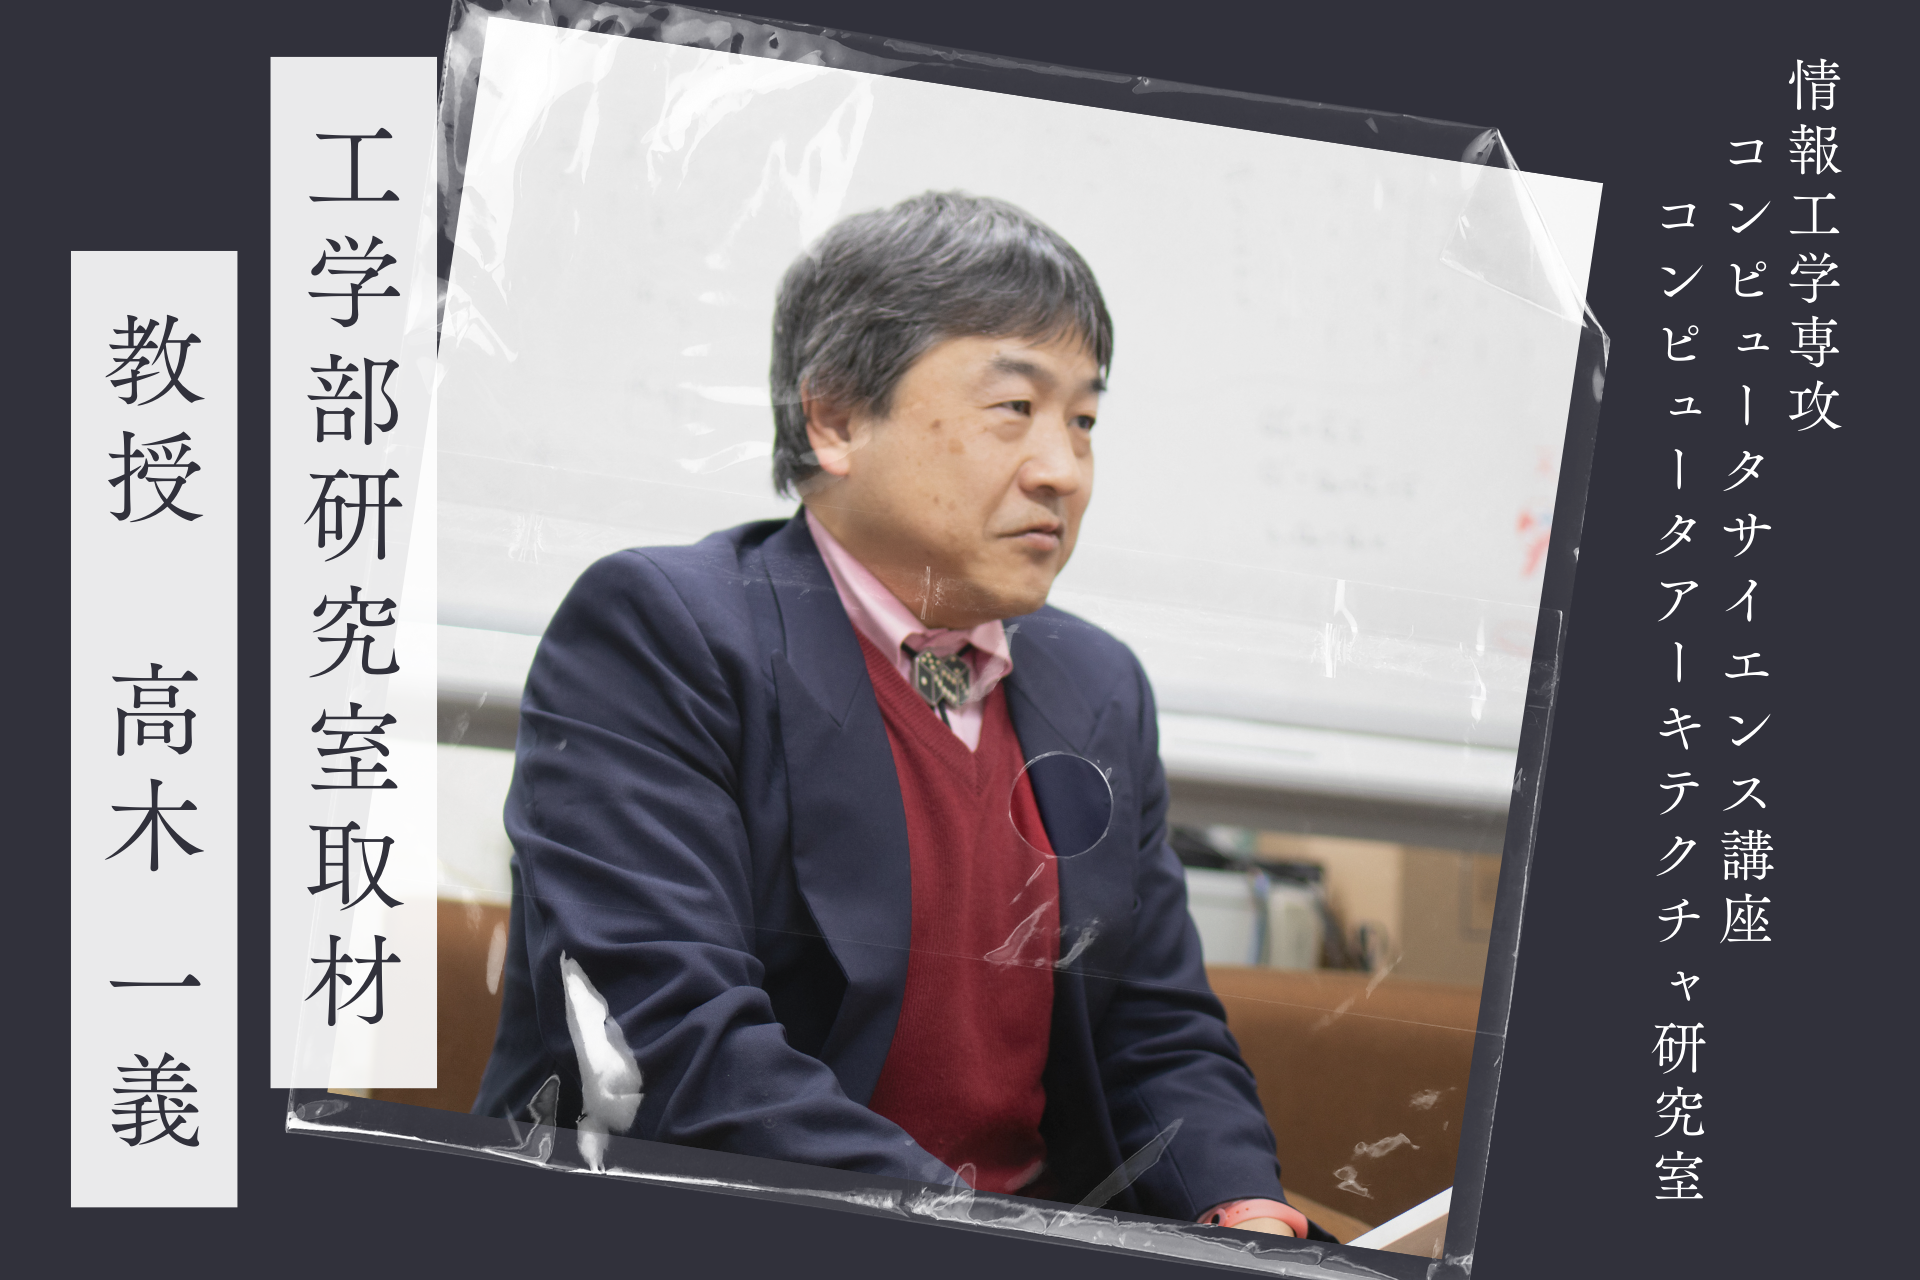 情報工学専攻
コンピュータサイエンス講座
コンピュータアーキテクチャ研究室
工学部研究室取材
教授 高木 一義